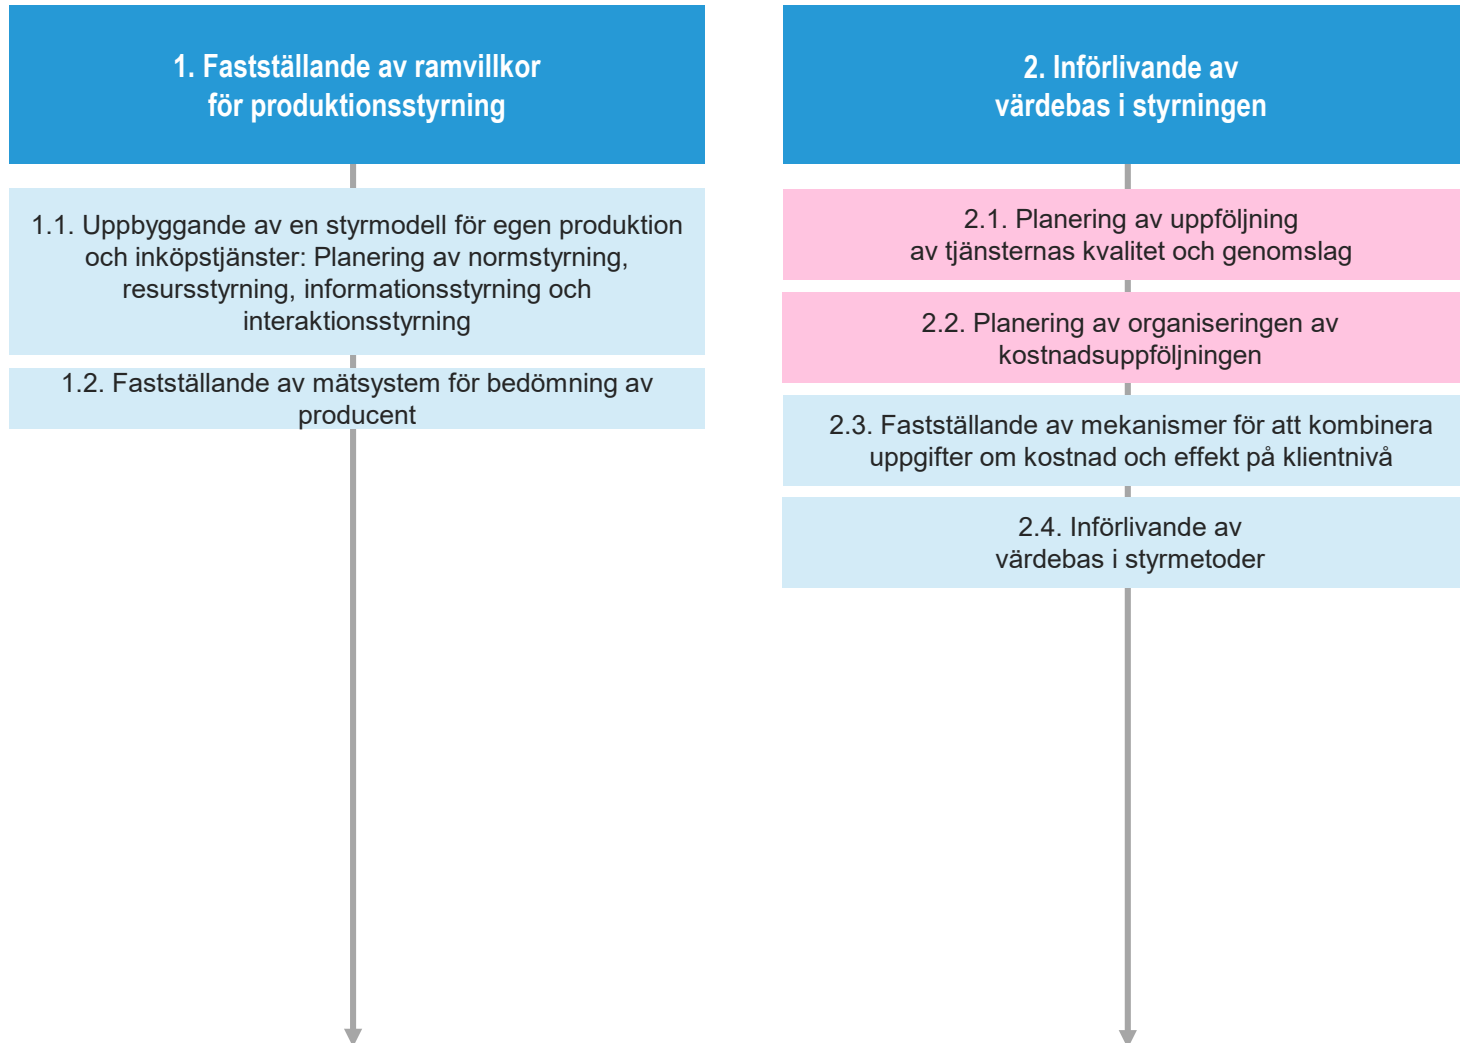 1. Fastställande av ramvillkor
för produktionsstyrning
1.1. Uppbyggande av en styrmodell för egen produktion
och inköpstjänster: Planering av normstyrning,
resursstyrning, informationsstyrning och
interaktionsstyrning
1.2. Fastställande av mätsystem för bedömning av
producent
2. Införlivande av
värdebas i styrningen
2.1. Planering av uppföljning
av tjänsternas kvalitet och genomslag
2.2. Planering av organiseringen av
kostnadsuppföljningen
2.3. Fastställande av mekanismer för att kombinera
uppgifter om kostnad och effekt på klientnivå
2.4. Införlivande av
värdebas i styrmetoder